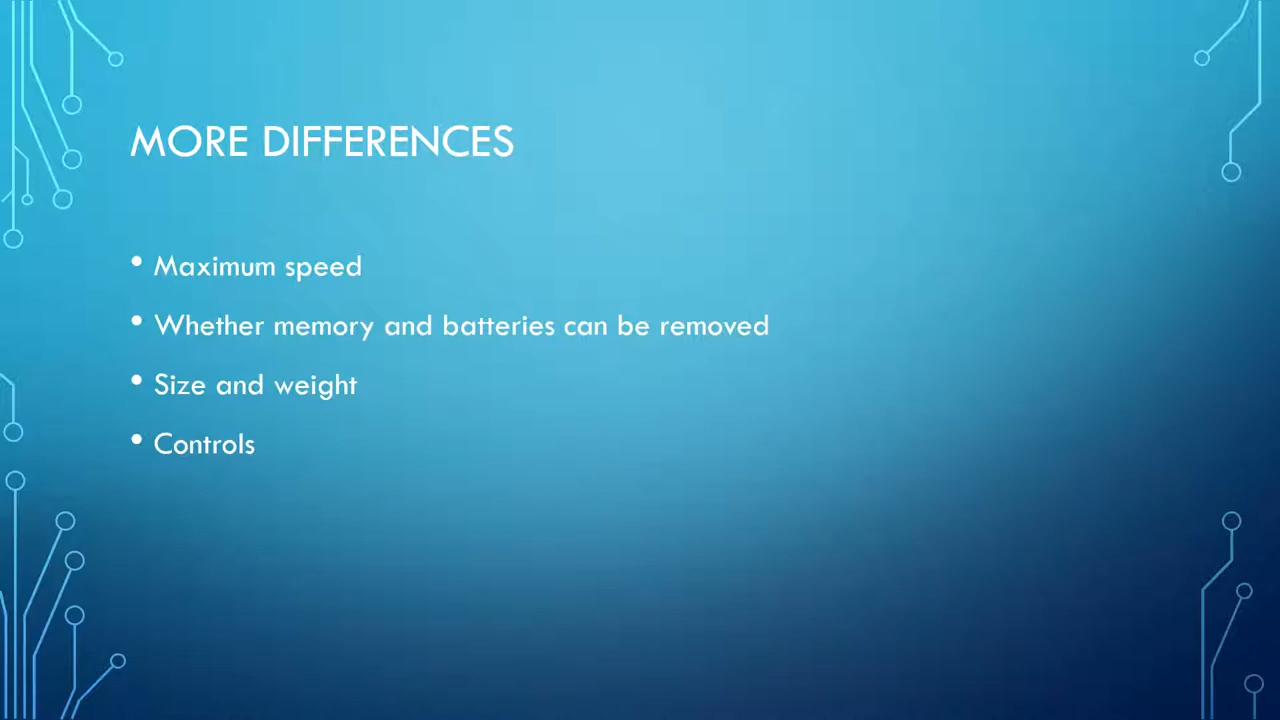 MORE DIFFERENCES
• Maximum speed
• Whether memory and batteries can be removed
• Size and weight
• Controls